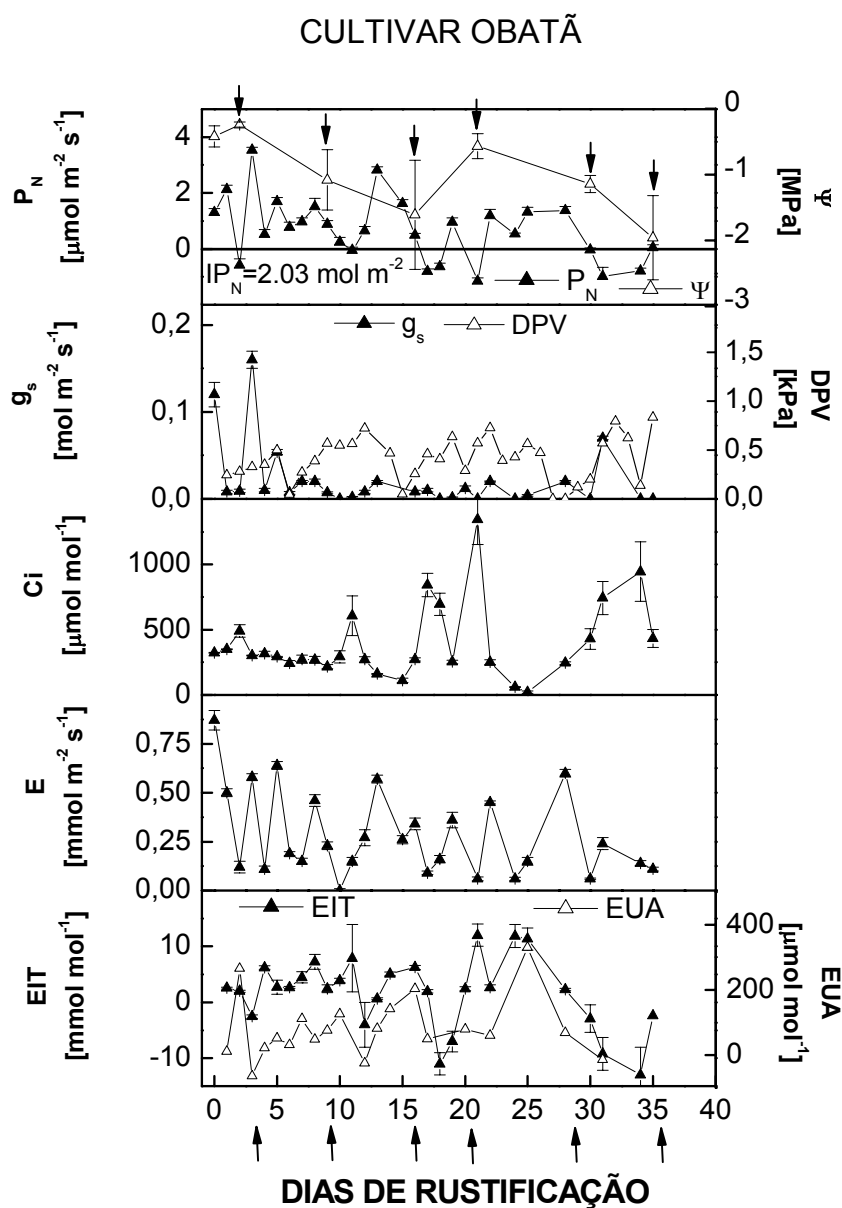 CULTIVAR OBATÃ
P_N
[µmol m⁻² s⁻¹]
4
2
0
0
-1
-2
-3
Ψ
[MPa]
IP_N=2.03 mol m⁻²
P_N
Ψ
g_s
[mol m⁻² s⁻¹]
0,2
0,1
0,0
g_s
DPV
1,5
1,0
0,5
0,0
DPV
[kPa]
Ci
[µmol mol⁻¹]
1000
500
0
E
[mmol m⁻² s⁻¹]
0,75
0,50
0,25
0,00
EIT
[mmol mol⁻¹]
10
0
-10
EIT
EUA
400
200
0
EUA
[µmol mol⁻¹]
0 5 10 15 20 25 30 35 40
DIAS DE RUSTIFICAÇÃO